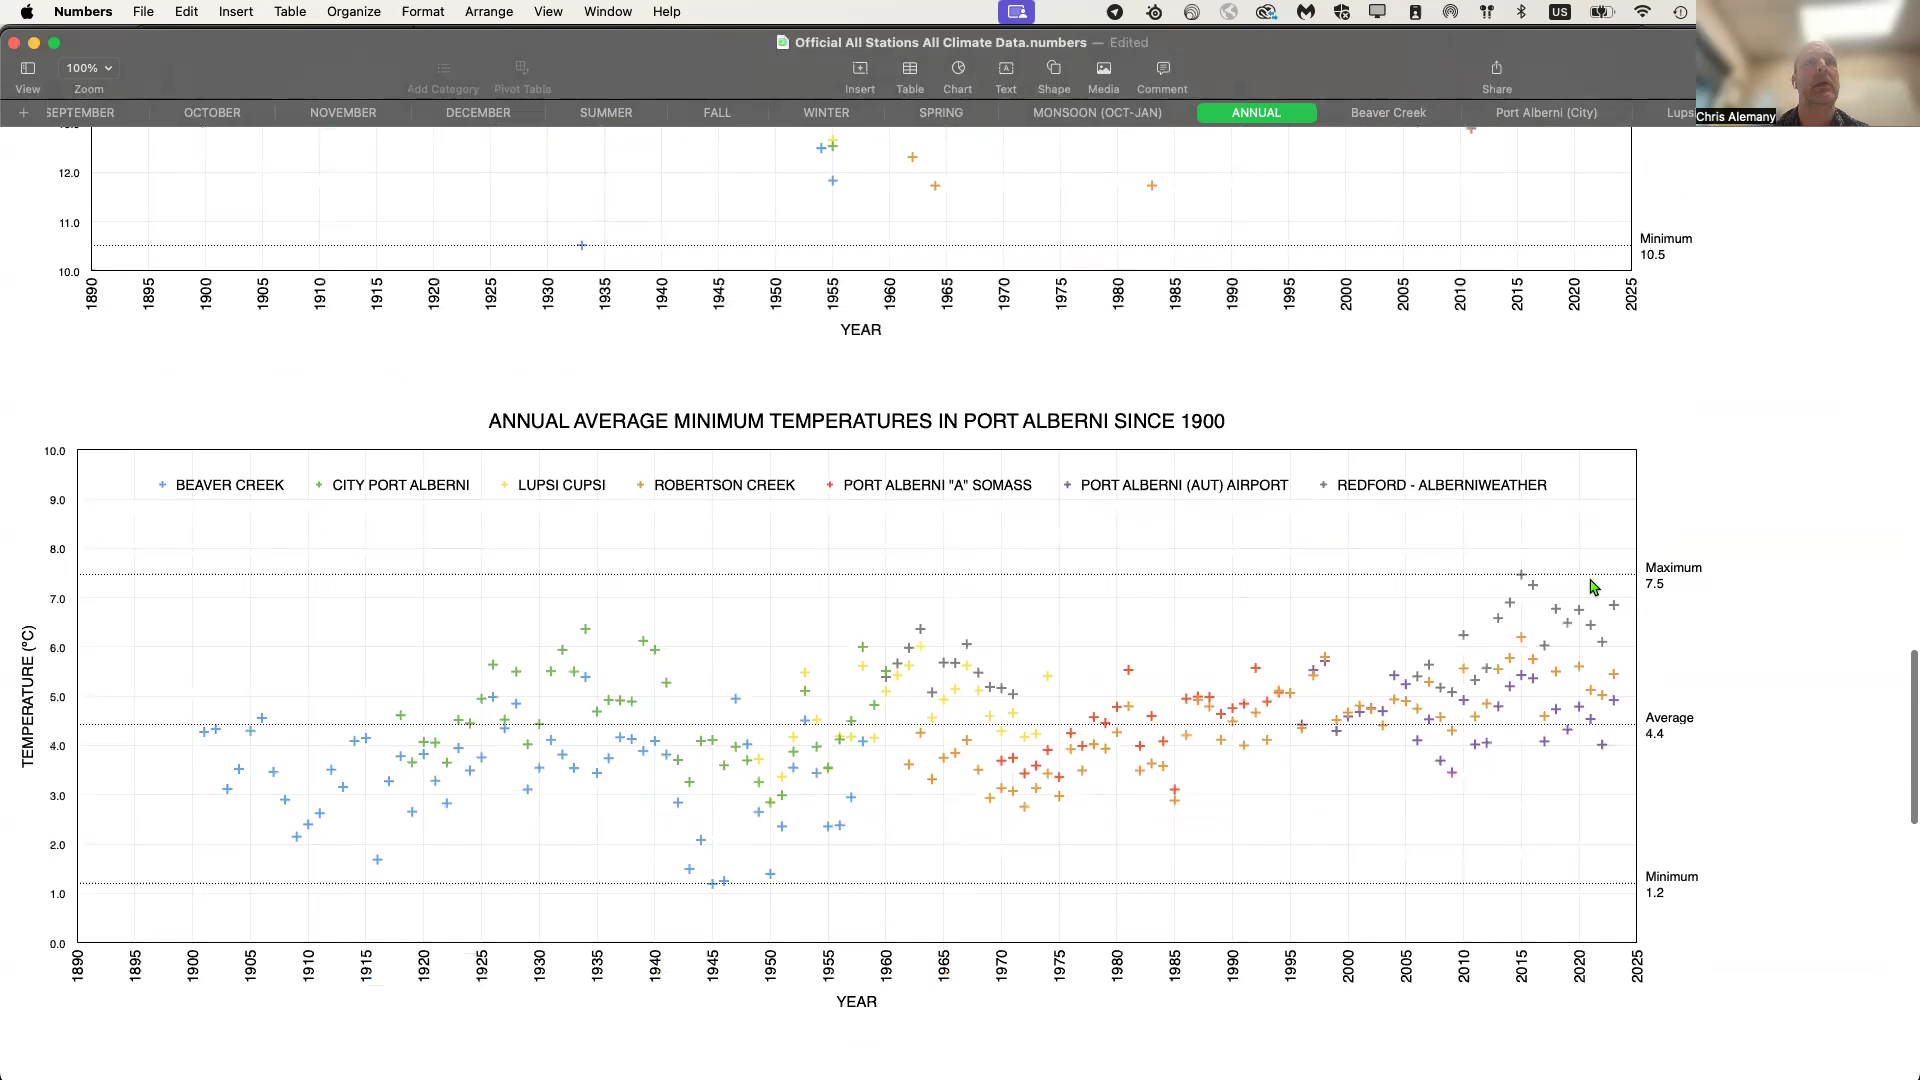 Numbers File Edit Insert Table Organize Format Arrange View Window Help US
Official All Stations All Climate Data.numbers — Edited
100%
View Zoom Add Category Pivot Table Insert Table Chart Text Shape Media Comment Share
SEPTEMBER OCTOBER NOVEMBER DECEMBER SUMMER FALL WINTER SPRING MONSOON (OCT-JAN) ANNUAL Beaver Creek Port Alberni (City) Lups
Chris Alemany
12.0
11.0
Minimum
10.5
10.0
1890 1895 1900 1905 1910 1915 1920 1925 1930 1935 1940 1945 1950 1955 1960 1965 1970 1975 1980 1985 1990 1995 2000 2005 2010 2015 2020 2025
YEAR
ANNUAL AVERAGE MINIMUM TEMPERATURES IN PORT ALBERNI SINCE 1900
10.0
BEAVER CREEK CITY PORT ALBERNI LUPSI CUPSI ROBERTSON CREEK PORT ALBERNI "A" SOMASS PORT ALBERNI (AUT) AIRPORT REDFORD - ALBERNIWEATHER
9.0
8.0
Maximum
7.5
7.0
6.0
TEMPERATURE (°C)
5.0
Average
4.4
4.0
3.0
2.0
Minimum
1.2
1.0
0.0
1890 1895 1900 1905 1910 1915 1920 1925 1930 1935 1940 1945 1950 1955 1960 1965 1970 1975 1980 1985 1990 1995 2000 2005 2010 2015 2020 2025
YEAR